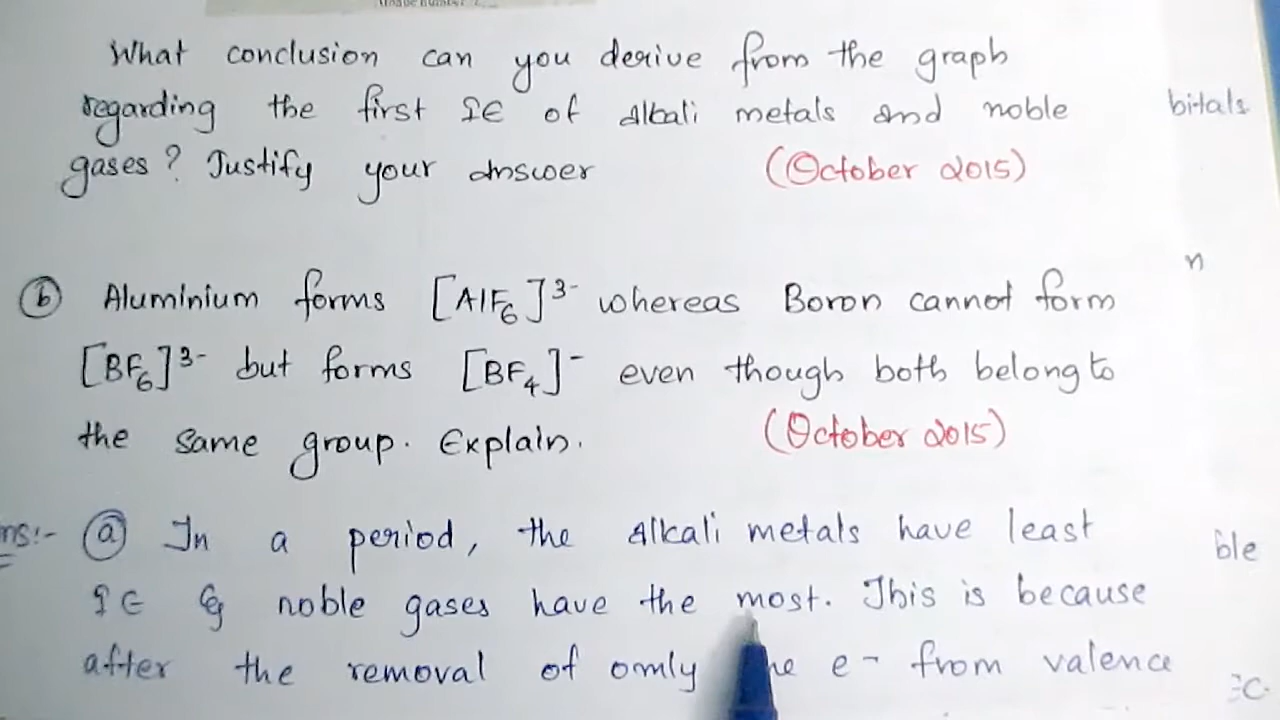 What conclusion can you derive from the graph
regarding the first IE of Alkali metals and noble
bitals
gases? Justify your answer (October 2015)
n
(b) Aluminium forms [AlF₆]³⁻ whereas Boron cannot form
[BF₆]³⁻ but forms [BF₄]⁻ even though both belong to
the same group. Explain. (October 2015)
Ans:- (a) In a period, the Alkali metals have least
ble
IE & noble gases have the most. This is because
after the removal of only e⁻ from valence